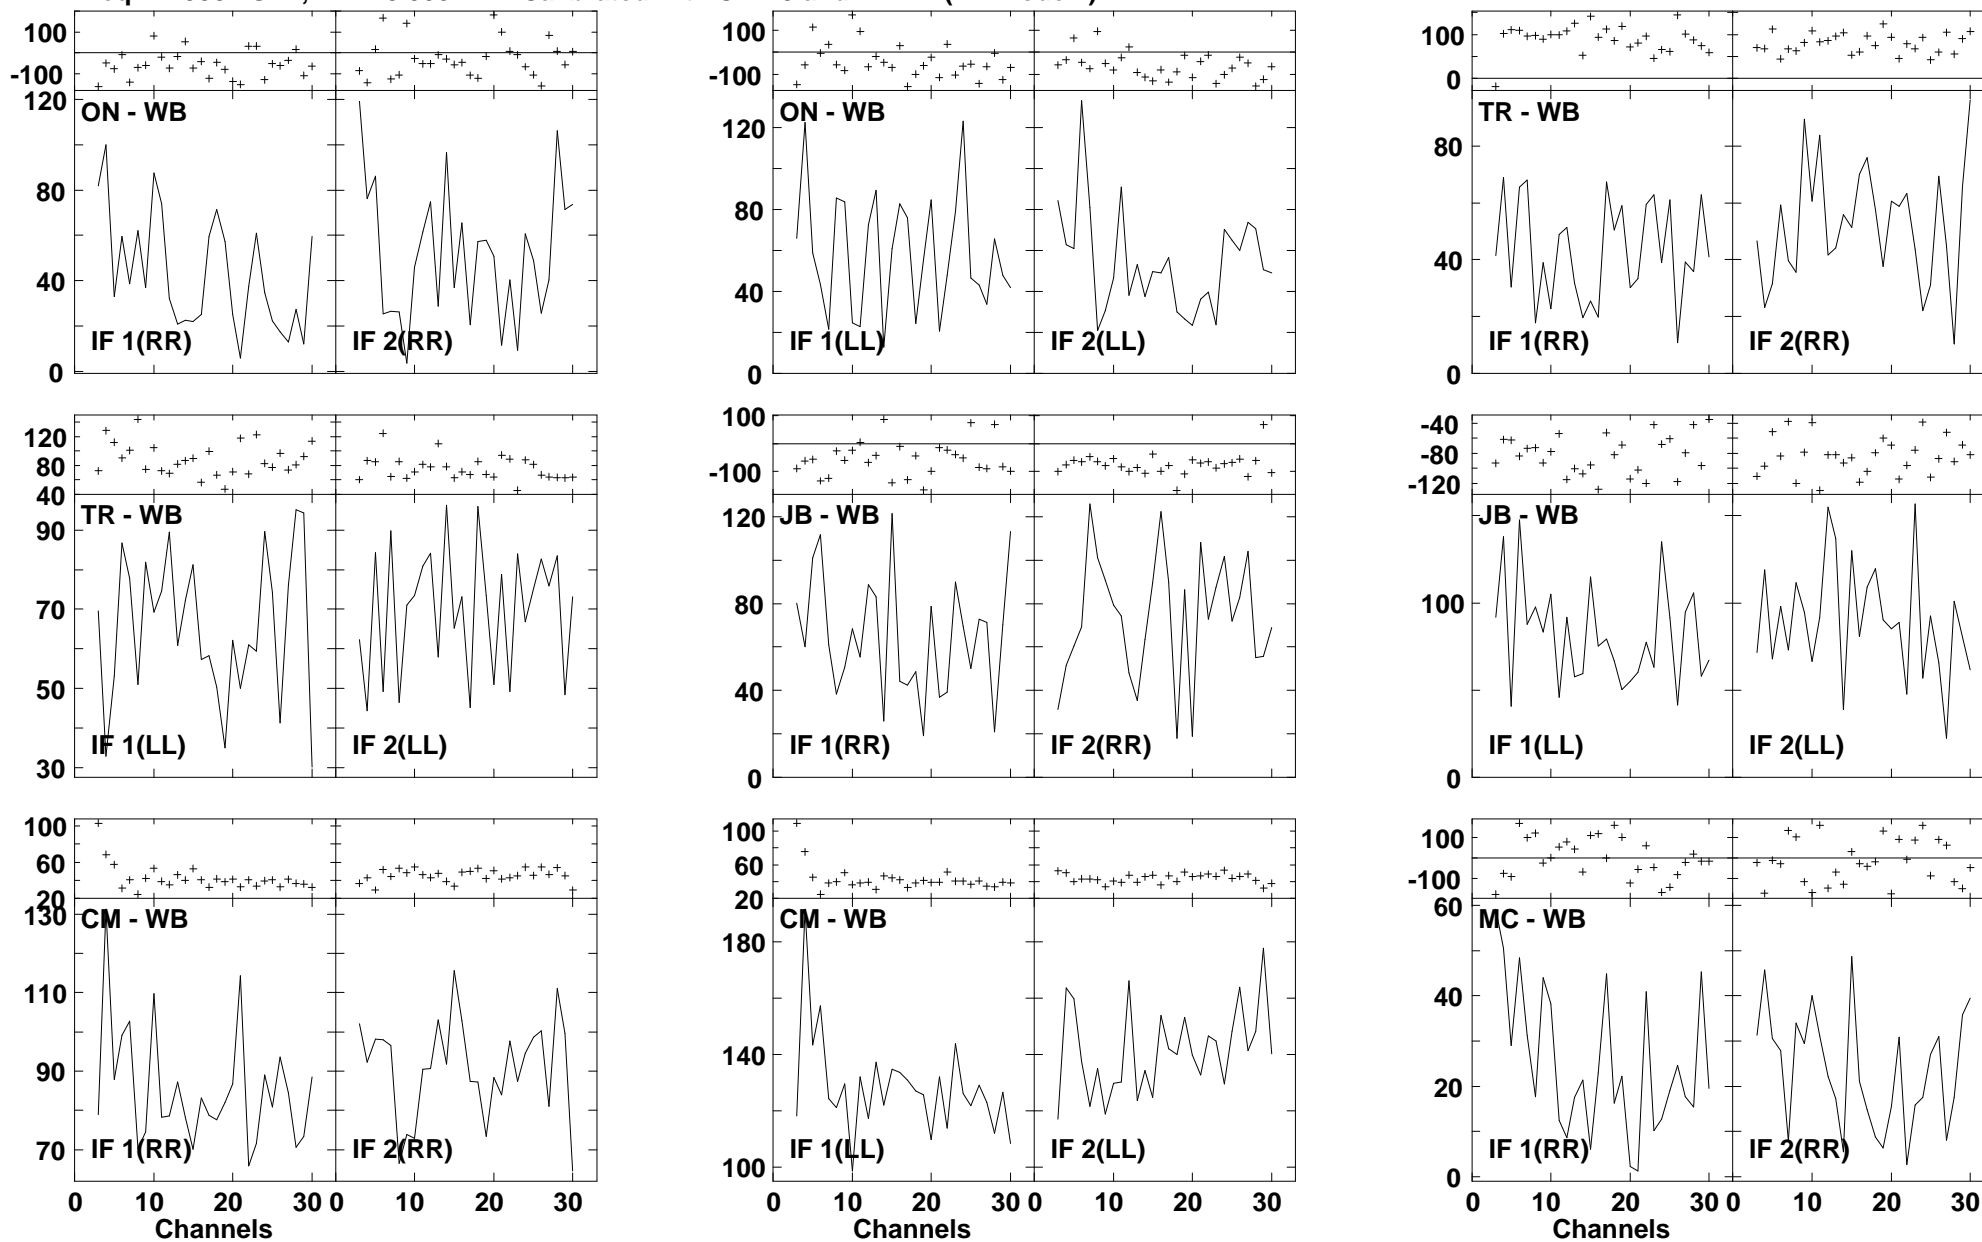 100
-100
120
80
40
0
ON - WB
IF 1(RR)
IF 2(RR)
100
-100
120
80
40
0
ON - WB
IF 1(LL)
IF 2(LL)
100
0
80
40
0
TR - WB
IF 1(RR)
IF 2(RR)
120
80
40
90
70
50
30
TR - WB
IF 1(LL)
IF 2(LL)
100
-100
120
80
40
0
JB - WB
IF 1(RR)
IF 2(RR)
-40
-80
-120
100
0
JB - WB
IF 1(LL)
IF 2(LL)
100
60
20
130
110
90
70
CM - WB
IF 1(RR)
IF 2(RR)
0 10 20 30 0 10 20 30
Channels
100
60
20
180
140
100
CM - WB
IF 1(LL)
IF 2(LL)
0 10 20 30 0 10 20 30
Channels
100
-100
60
40
20
0
MC - WB
IF 1(RR)
IF 2(RR)
0 10 20 30 0 10 20 30
Channels